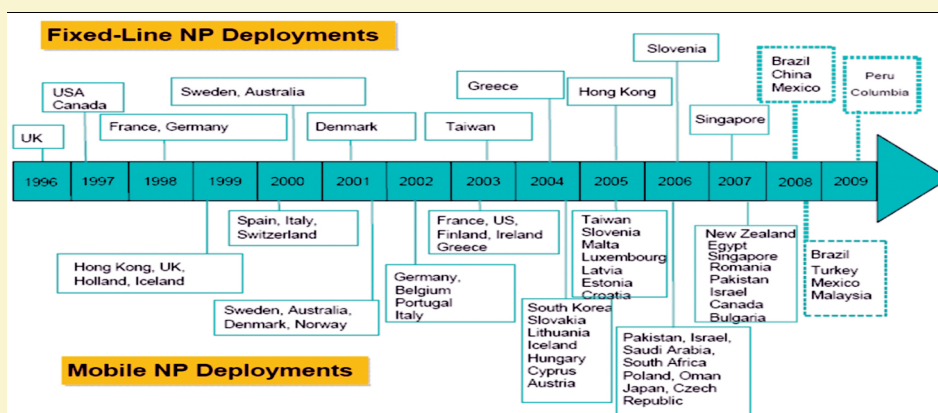 Fixed-Line NP Deployments
UK
USA
Canada
France, Germany
Sweden, Australia
Denmark
Taiwan
Greece
Hong Kong
Slovenia
Singapore
Brazil
China
Mexico
Peru
Columbia
1996
1997
1998
1999
2000
2001
2002
2003
2004
2005
2006
2007
2008
2009
Hong Kong, UK,
Holland, Iceland
Spain, Italy,
Switzerland
Sweden, Australia,
Denmark, Norway
Germany,
Belgium
Portugal
Italy
France, US,
Finland, Ireland
Greece
South Korea
Slovakia
Lithuania
Iceland
Hungary
Cyprus
Austria
Taiwan
Slovenia
Malta
Luxembourg
Latvia
Estonia
Croatia
Pakistan, Israel,
Saudi Arabia,
South Africa
Poland, Oman
Japan, Czech
Republic
New Zealand
Egypt
Singapore
Romania
Pakistan
Israel
Canada
Bulgaria
Brazil
Turkey
Mexico
Malaysia
Mobile NP Deployments